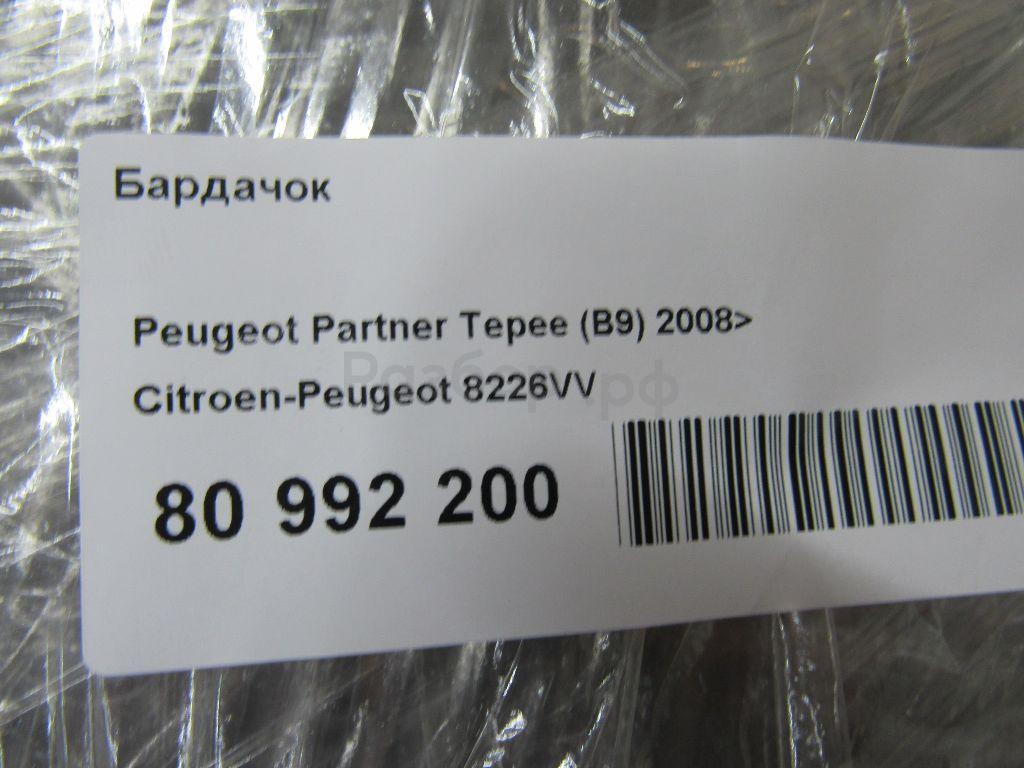 Бардачок
Peugeot Partner Tepee (B9) 2008>
Citroen-Peugeot 8226VV
80 992 200